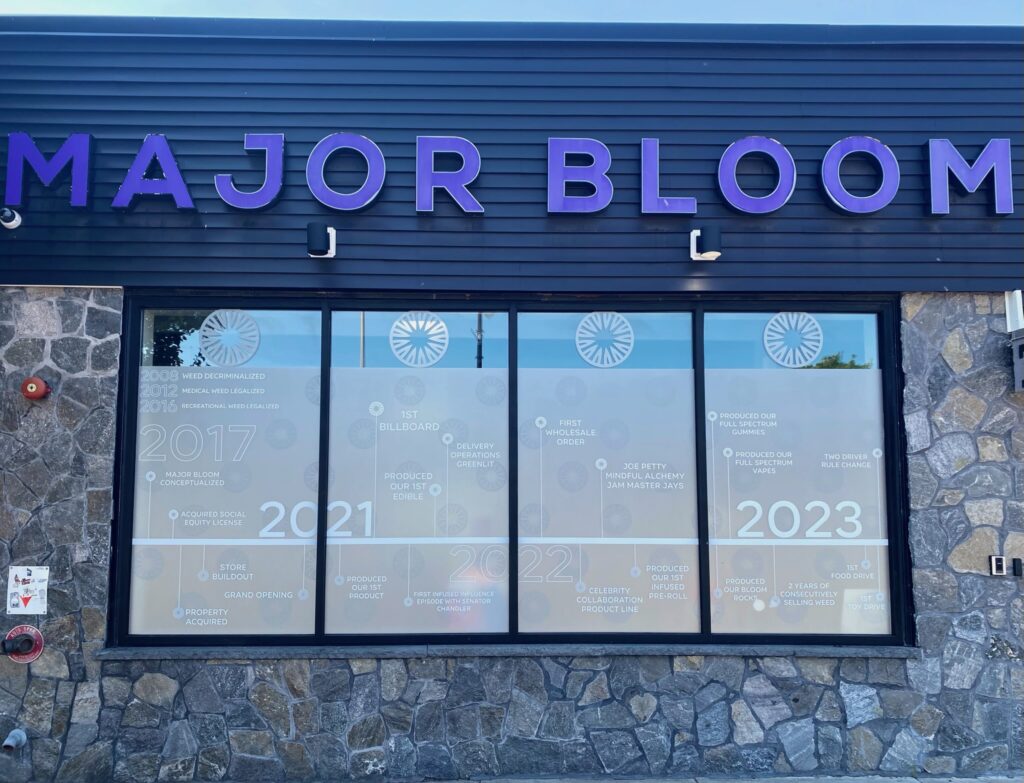 MAJOR BLOOM
2008 WEED DECRIMINALIZED
2012 MEDICAL WEED LEGALIZED
2016 RECREATIONAL WEED LEGALIZED
2017
MAJOR BLOOM
CONCEPTUALIZED
ACQUIRED SOCIAL
EQUITY LICENSE
2021
STORE
BUILDOUT
GRAND OPENING
PROPERTY
ACQUIRED
1ST
BILLBOARD
DELIVERY
OPERATIONS
GREENLIT
PRODUCED
OUR 1ST
EDIBLE
2022
PRODUCED
OUR 1ST
PRODUCT
FIRST INFUSED INFLUENCE
EPISODE WITH SENATOR
CHANDLER
FIRST
WHOLESALE
ORDER
JOE PETTY
MINDFUL ALCHEMY
JAM MASTER JAYS
CELEBRITY
COLLABORATION
PRODUCT LINE
PRODUCED
OUR 1ST
INFUSED
PRE-ROLL
PRODUCED OUR
FULL SPECTRUM
GUMMIES
PRODUCED OUR
FULL SPECTRUM
VAPES
TWO DRIVER
RULE CHANGE
2023
PRODUCED
OUR BLOOM
ROCKS
2 YEARS OF
CONSECUTIVELY
SELLING WEED
1ST
FOOD DRIVE
1ST
TOY DRIVE